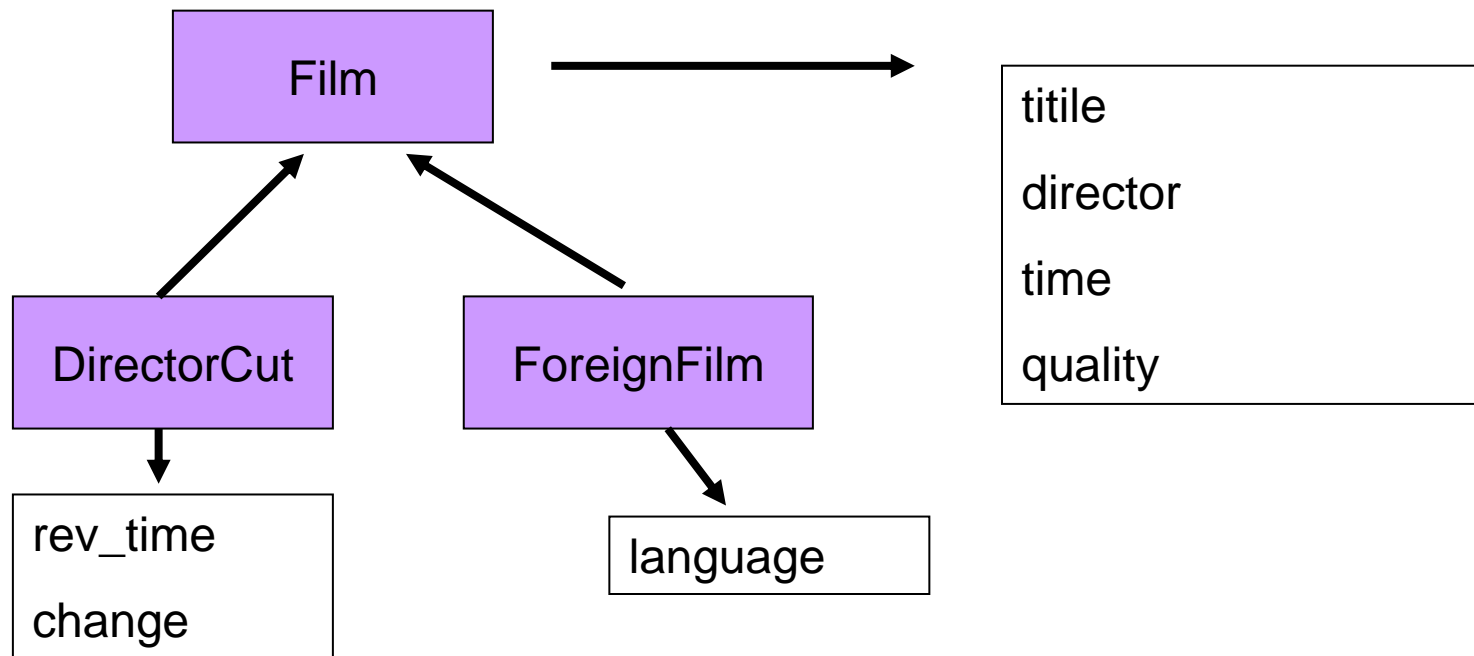 Film
titile
director
time
quality
DirectorCut
ForeignFilm
rev_time
change
language